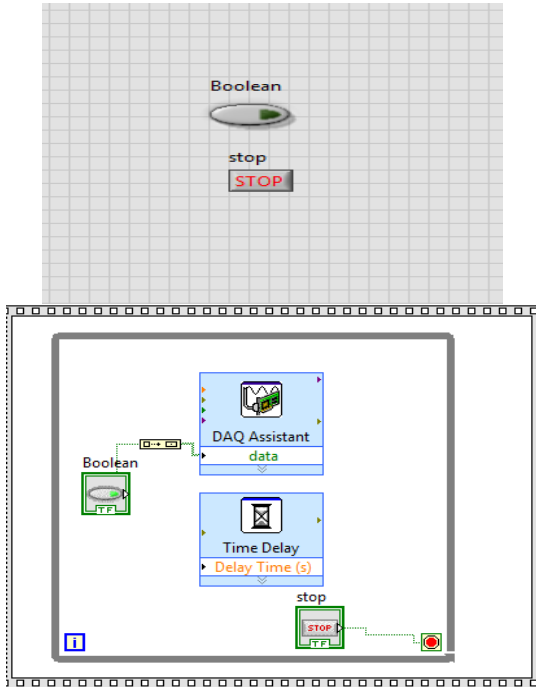 Boolean
stop
STOP
DAQ Assistant
data
Boolean
TF
Time Delay
Delay Time (s)
stop
STOP
TF
i